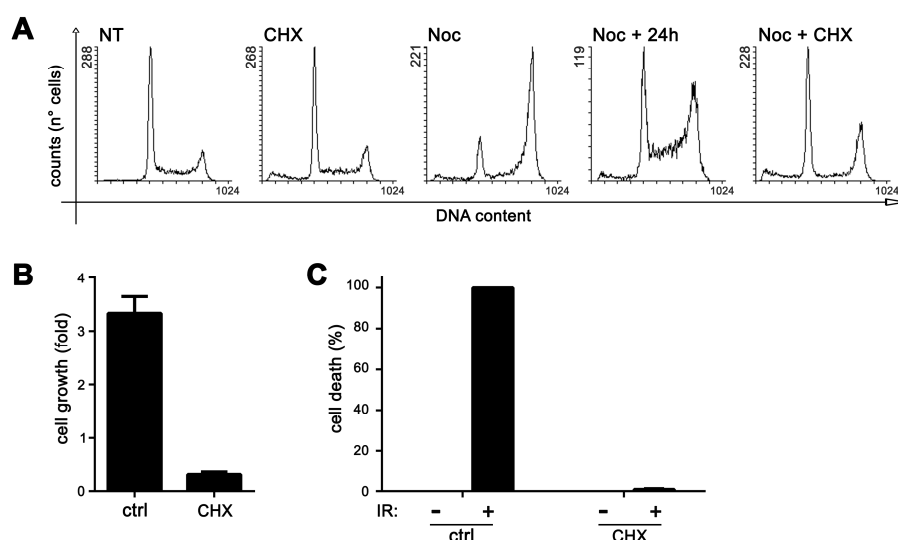 A
NT
CHX
Noc
Noc + 24h
Noc + CHX
counts (n° cells)
288
268
221
119
228
1024
1024
1024
1024
1024
DNA content
B
cell growth (fold)
4
3
2
1
0
ctrl
CHX
C
cell death (%)
100
80
60
40
20
0
IR:
-
+
-
+
ctrl
CHX